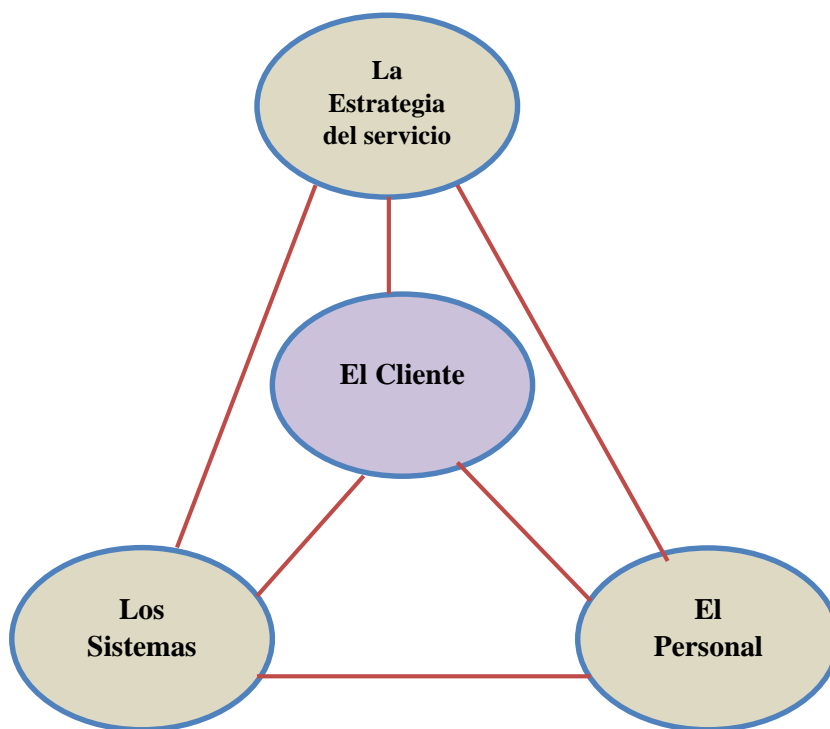 La
Estrategia
del servicio
El Cliente
Los
Sistemas
El
Personal